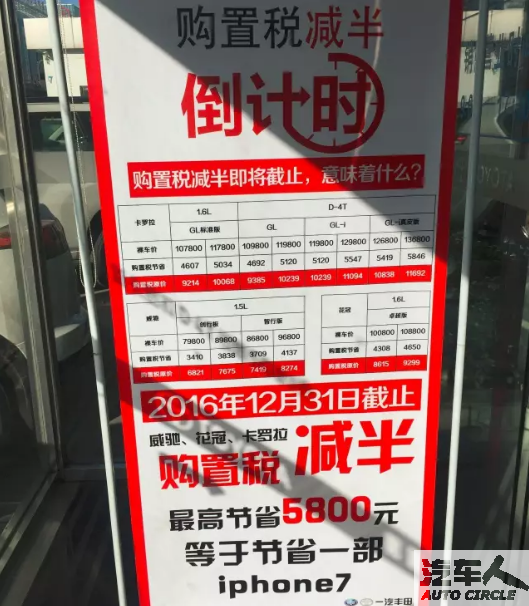 购置税减半
倒计时
购置税减半即将截止，意味着什么？
卡罗拉 1.6L D-4T
GL标准版 GL GL-i GL-i真皮版
裸车价 107800 117800 109800 119800 119800 129800 126800 136800
购置税节省 4607 5034 4692 5120 5120 5547 5419 5846
购置税原价 9214 10068 9385 10239 10239 11094 10838 11692
威驰 1.5L
创行版 智行版
裸车价 79800 89800 86800 96800
购置税节省 3410 3838 3709 4137
购置税原价 6821 7675 7419 8274
花冠 1.6L
卓越版
裸车价 100800 108800
购置税节省 4308 4650
购置税原价 8615 9299
2016年12月31日截止
威驰、花冠、卡罗拉
购置税 减半
最高节省5800元
等于节省一部
iphone7
一汽丰田
汽车人
AUTO CIRCLE